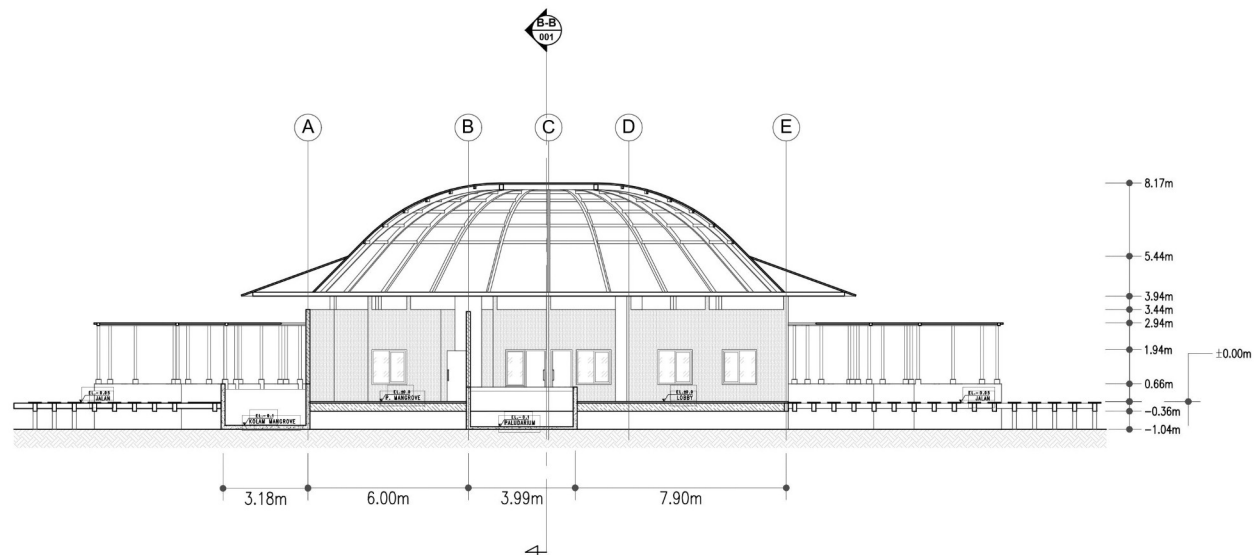 B-B
001
A B C D E
8.17m
5.44m
3.94m
3.44m
2.94m
1.94m
±0.00m
0.66m
-0.36m
-1.04m
JALAN
P. MANGROVE
LOBBY
JALAN
KOLAM MANGROVE
PALUDARIUM
3.18m 6.00m 3.99m 7.90m